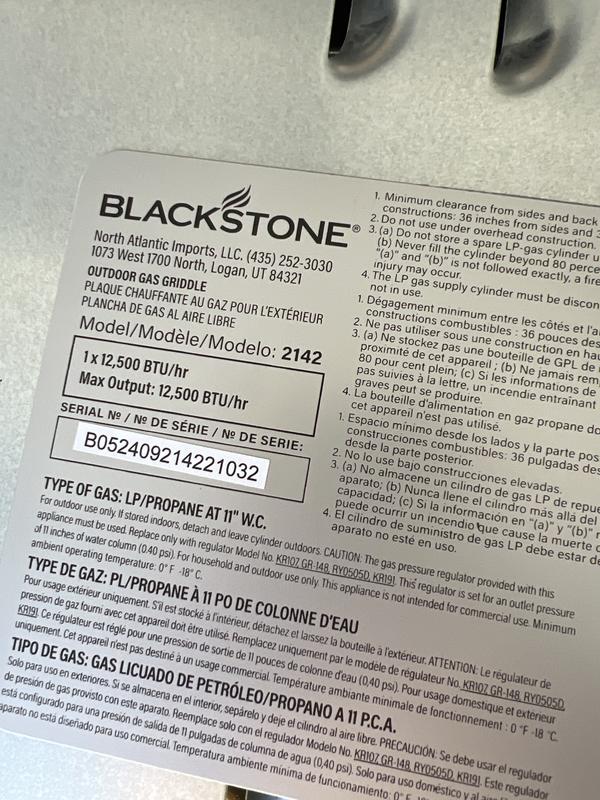 BLACKSTONE®
North Atlantic Imports, LLC. (435) 252-3030
1073 West 1700 North, Logan, UT 84321
OUTDOOR GAS GRIDDLE
PLAQUE CHAUFFANTE AU GAZ POUR L'EXTÉRIEUR
PLANCHA DE GAS AL AIRE LIBRE
Model/Modèle/Modelo: 2142
1 x 12,500 BTU/hr
Max Output: 12,500 BTU/hr
SERIAL Nº / Nº DE SÉRIE / Nº DE SERIE:
B052409214221032
1. Minimum clearance from sides and back
constructions: 36 inches from sides and 3
2. Do not use under overhead construction.
3. (a) Do not store a spare LP-gas cylinder u
(b) Never fill the cylinder beyond 80 perce
"(a)" and "(b)" is not followed exactly, a fire
injury may occur.
4. The LP gas supply cylinder must be discon
not in use.
1. Dégagement minimum entre les côtés et l'a
constructions combustibles : 36 pouces des
2. Ne pas utiliser sous une construction en hau
3. (a) Ne stockez pas une bouteille de GPL de
proximité de cet appareil ; (b) Ne jamais rem
80 pour cent plein; (c) Si les informations de
pas suivies à la lettre, un incendie entraînant
graves peut se produire.
4. La bouteille d'alimentation en gaz propane do
cet appareil n'est pas utilisé.
1. Espacio mínimo desde los lados y la parte pos
construcciones combustibles: 36 pulgadas des
desde la parte posterior.
2. No lo use bajo construcciones elevadas.
3. (a) No almacene un cilindro de gas LP de repue
aparato; (b) Nunca llene el cilindro más allá del
capacidad; (c) Si la información en "(a)" y "(b)" n
puede ocurrir un incendio que cause la muerte o
4. El cilindro de suministro de gas LP debe estar de
aparato no esté en uso.
TYPE OF GAS: LP/PROPANE AT 11" W.C.
For outdoor use only. If stored indoors, detach and leave cylinder outdoors. CAUTION: The gas pressure regulator provided with this
appliance must be used. Replace only with regulator Model No. KR107, GR-148, RY0505D, KR191. This regulator is set for an outlet pressure
of 11 inches of water column (0.40 psi). For household and outdoor use only. This appliance is not intended for commercial use. Minimum
ambient operating temperature: 0° F -18° C.
TYPE DE GAZ: PL/PROPANE À 11 PO DE COLONNE D'EAU
Pour usage extérieur uniquement. S'il est stocké à l'intérieur, détachez et laissez la bouteille à l'extérieur. ATTENTION: Le régulateur de
pression de gaz fourni avec cet appareil doit être utilisé. Remplacez uniquement par le modèle de régulateur No. KR107, GR-148, RY0505D,
KR191. Ce régulateur est réglé pour une pression de sortie de 11 pouces de colonne d'eau (0,40 psi). Pour usage domestique et extérieur
uniquement. Cet appareil n'est pas destiné à un usage commercial. Température ambiante minimale de fonctionnement : 0 °F -18 °C.
TIPO DE GAS: GAS LICUADO DE PETRÓLEO/PROPANO A 11 P.C.A.
Solo para uso en exteriores. Si se almacena en el interior, sepárelo y deje el cilindro al aire libre. PRECAUCIÓN: Se debe usar el regulador
de presión de gas provisto con este aparato. Reemplace solo con el regulador Modelo No. KR107, GR-148, RY0505D, KR191. Este regulador
está configurado para una presión de salida de 11 pulgadas de columna de agua (0,40 psi). Solo para uso doméstico y al aire
aparato no está diseñado para uso comercial. Temperatura ambiente mínima de funcionamiento: 0°